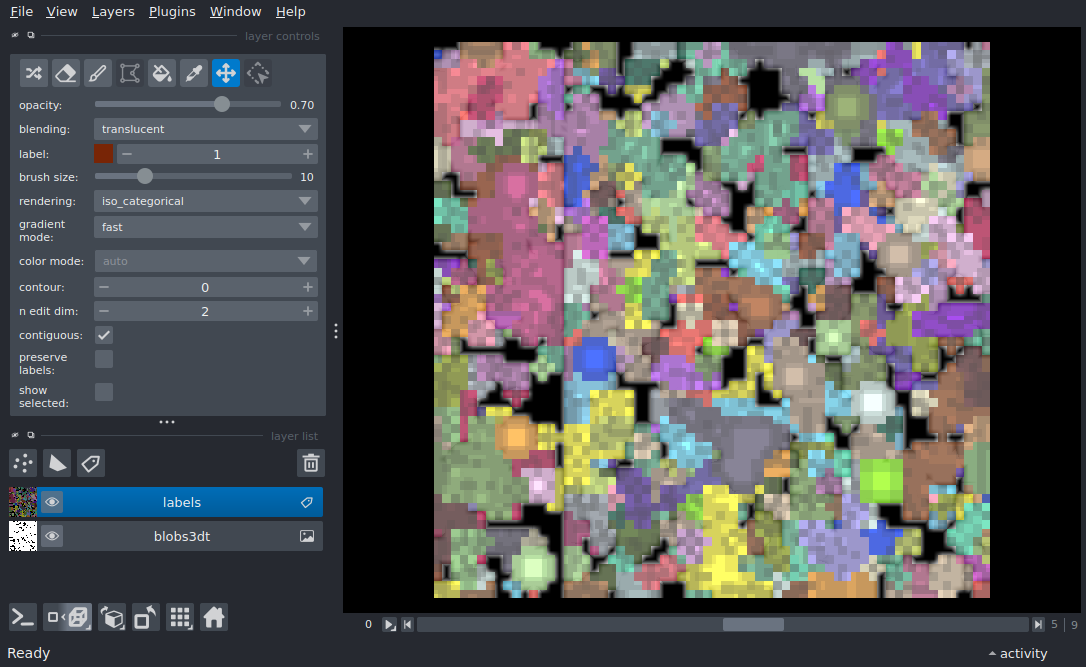 File View Layers Plugins Window Help
layer controls
opacity: 0.70
blending: translucent
label: 1
brush size: 10
rendering: iso_categorical
gradient
mode: fast
color mode: auto
contour: 0
n edit dim: 2
contiguous:
preserve
labels:
show
selected:
layer list
labels
blobs3dt
0 5 | 9
Ready activity